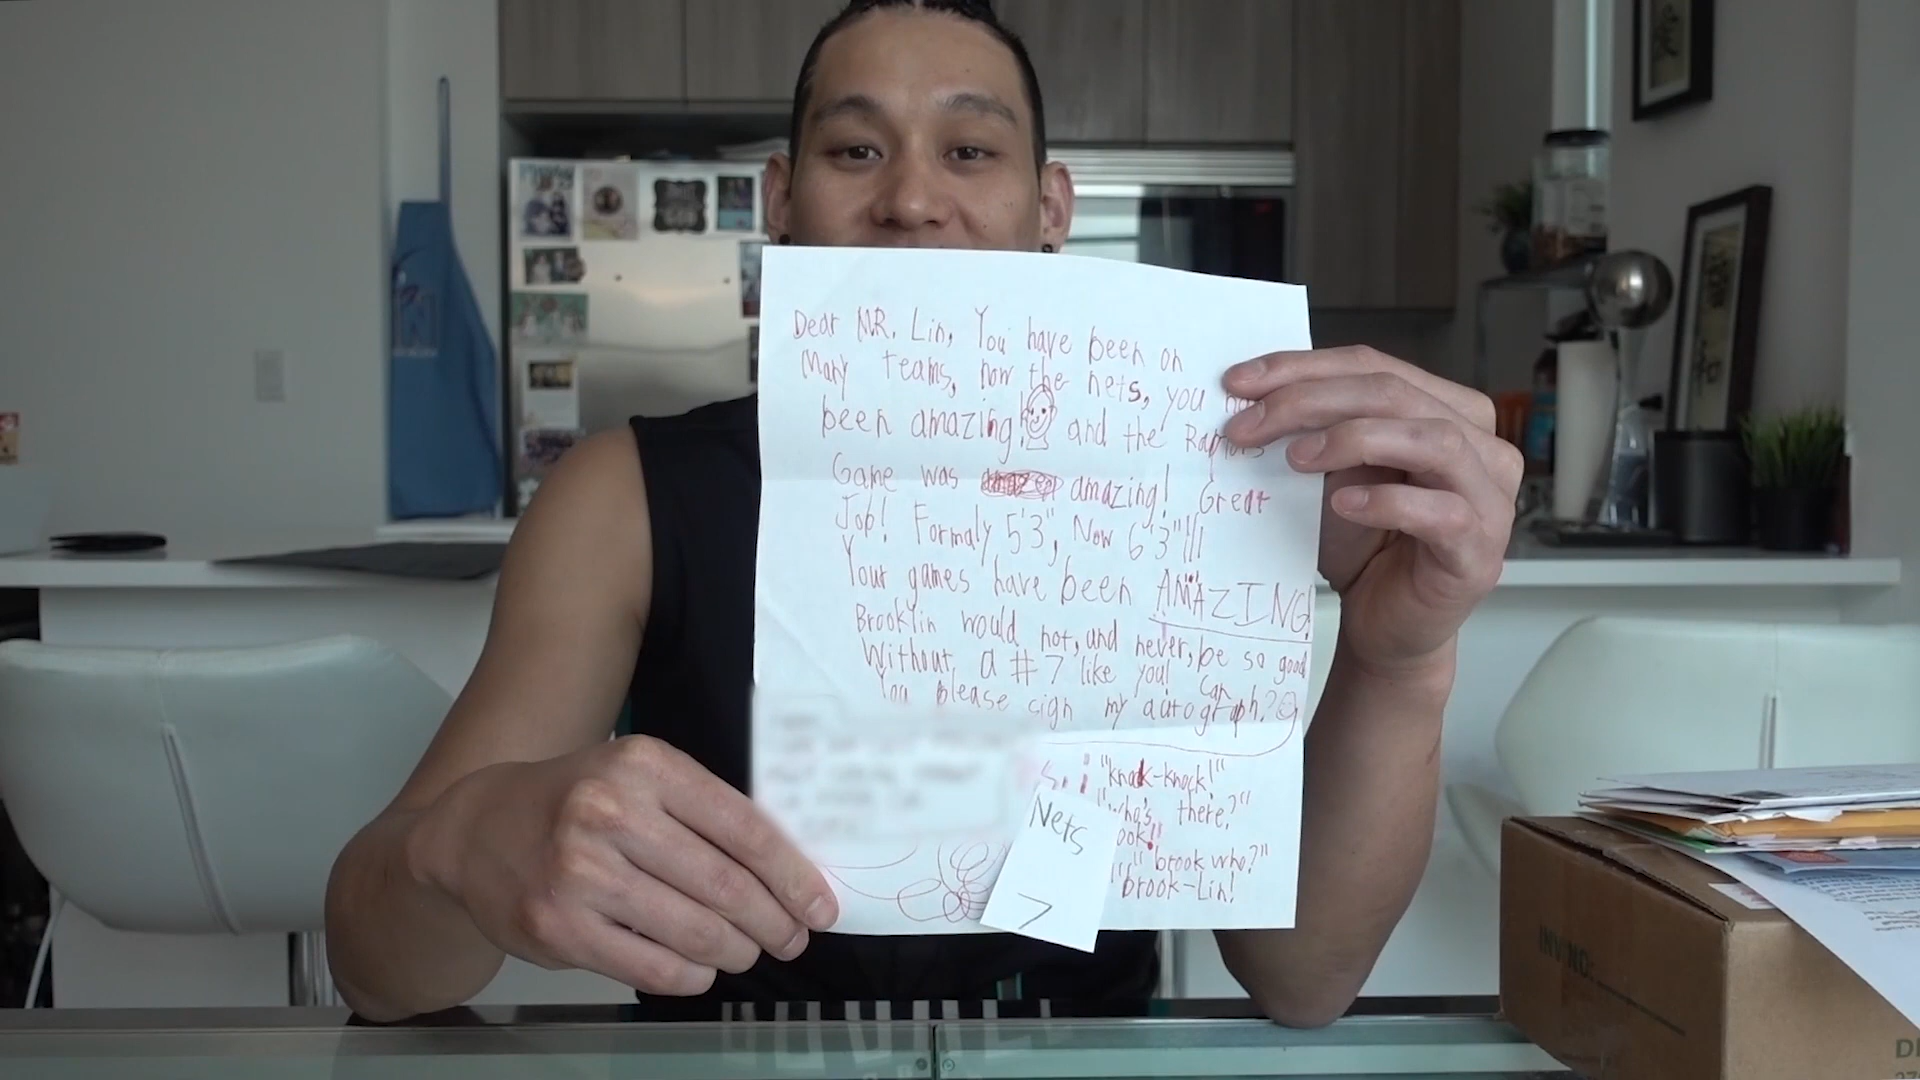 Dear MR. Lin, You have been on
Many teams, now the nets, you
been amazing! and the Raptors
Game was amazing! Great
Job! Formaly 5'3", Now 6'3"!!!
Your games have been AMAZING!
Brooklin would not, and never, be so good
Without a #7 like you! Can
You please sign my autograph?
"knock-knock!"
"who's there?"
ook!"
"brook who?"
"brook-Lin!
Nets
7
INV NO: